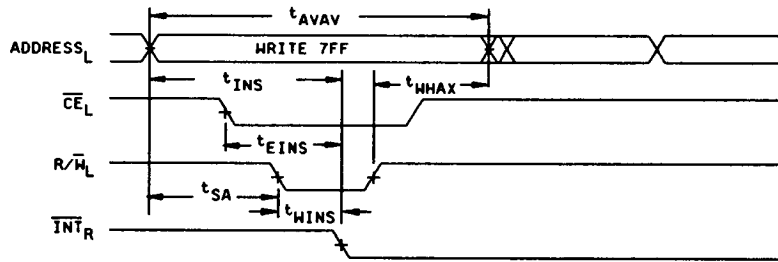 tAVAV
ADDRESSL WRITE 7FF
tINS tWHAX
CEL
tEINS
R/WL
tSA
tWINS
INTR